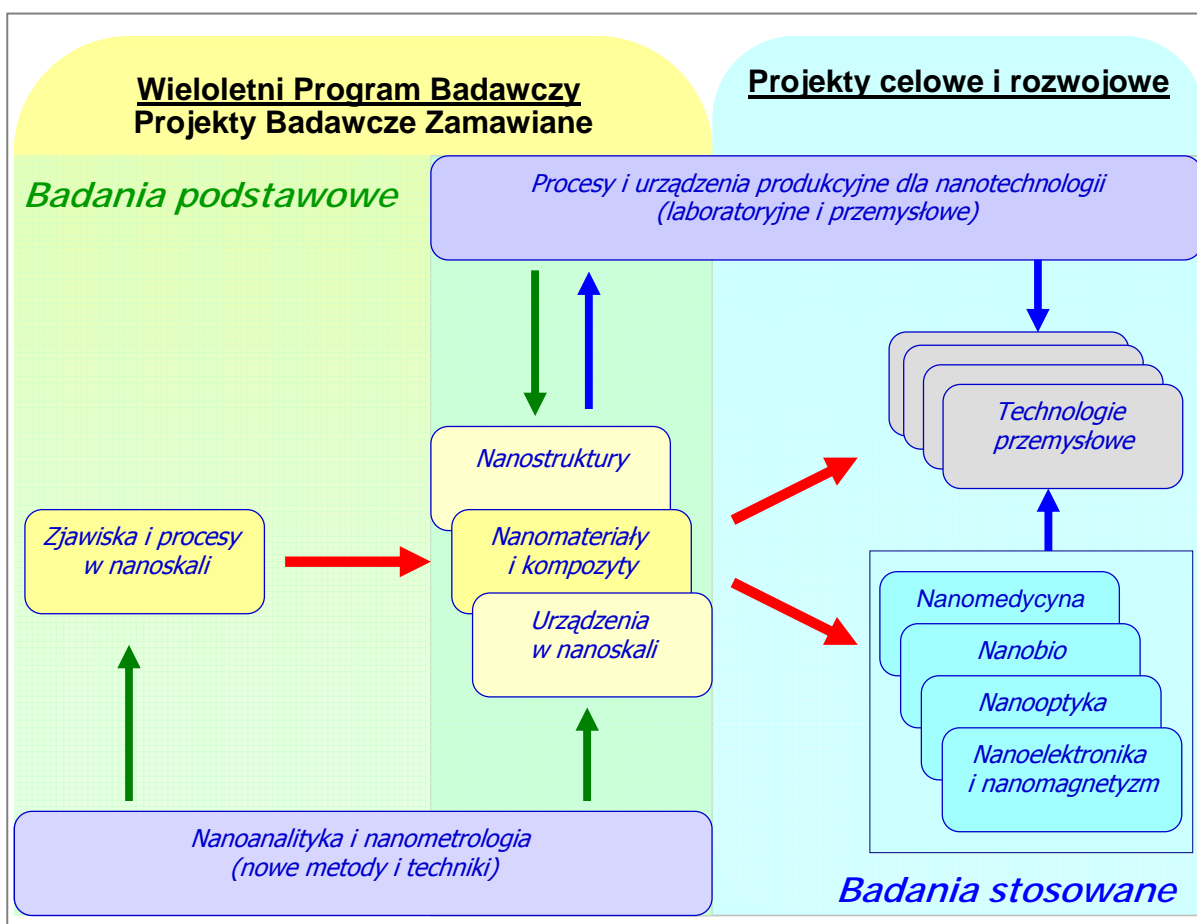 Wieloletni Program Badawczy
Projekty Badawcze Zamawiane
Projekty celowe i rozwojowe
Badania podstawowe
Procesy i urządzenia produkcyjne dla nanotechnologii
(laboratoryjne i przemysłowe)
Nanostruktury
Technologie
przemysłowe
Zjawiska i procesy
w nanoskali
Nanomateriały
i kompozyty
Urządzenia
w nanoskali
Nanomedycyna
Nanobio
Nanooptyka
Nanoelektronika
i nanomagnetyzm
Nanoanalityka i nanometrologia
(nowe metody i techniki)
Badania stosowane